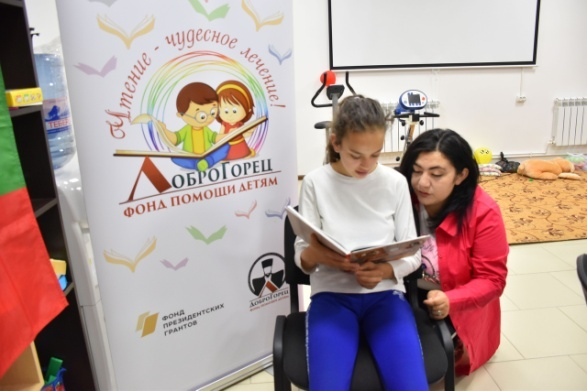 Чтение - чудесное лечение!
ДОБРОГОРЕЦ
ФОНД ПОМОЩИ ДЕТЯМ
ДОБРОГОРЕЦ
ФОНД
ПРЕЗИДЕНТСКИХ
ГРАНТОВ